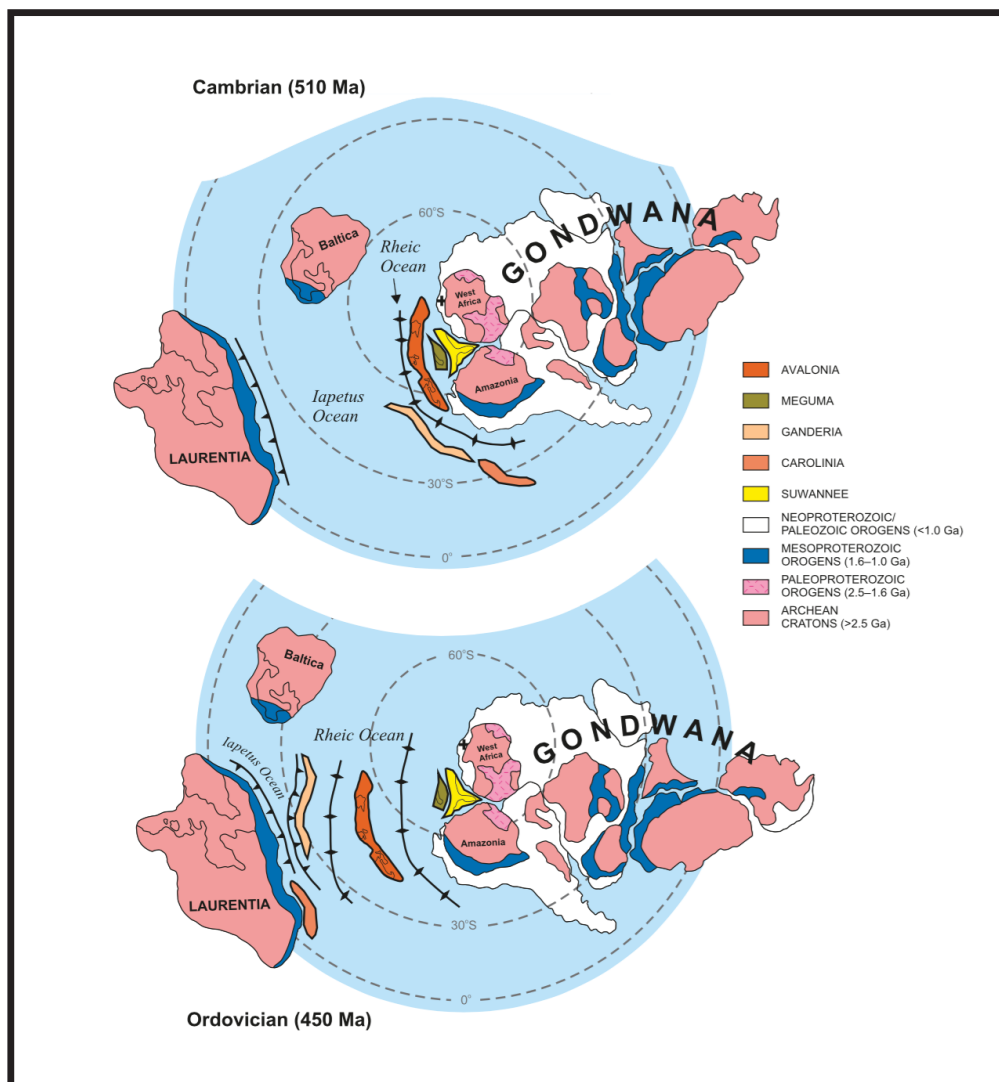 Cambrian (510 Ma)
GONDWANA
60°S
Baltica
Rheic
Ocean
West
Africa
Amazonia
Iapetus
Ocean
LAURENTIA
30°S
0°
AVALONIA
MEGUMA
GANDERIA
CAROLINIA
SUWANNEE
NEOPROTEROZOIC/
PALEOZOIC OROGENS (<1.0 Ga)
MESOPROTEROZOIC
OROGENS (1.6–1.0 Ga)
PALEOPROTEROZOIC
OROGENS (2.5–1.6 Ga)
ARCHEAN
CRATONS (>2.5 Ga)
Baltica
60°S
GONDWANA
Rheic Ocean
Iapetus Ocean
West
Africa
Amazonia
LAURENTIA
30°S
0°
Ordovician (450 Ma)